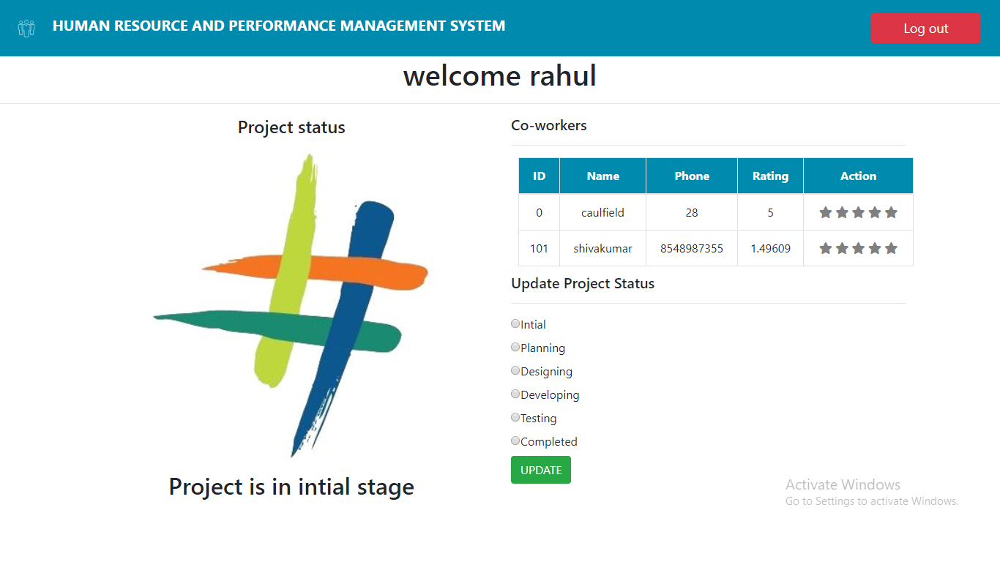 HUMAN RESOURCE AND PERFORMANCE MANAGEMENT SYSTEM
Log out
welcome rahul
Project status
Project is in intial stage
Co-workers
ID Name Phone Rating Action
0 caulfield 28 5
101 shivakumar 8548987355 1.49609
Update Project Status
Intial
Planning
Designing
Developing
Testing
Completed
UPDATE
Activate Windows
Go to Settings to activate Windows.